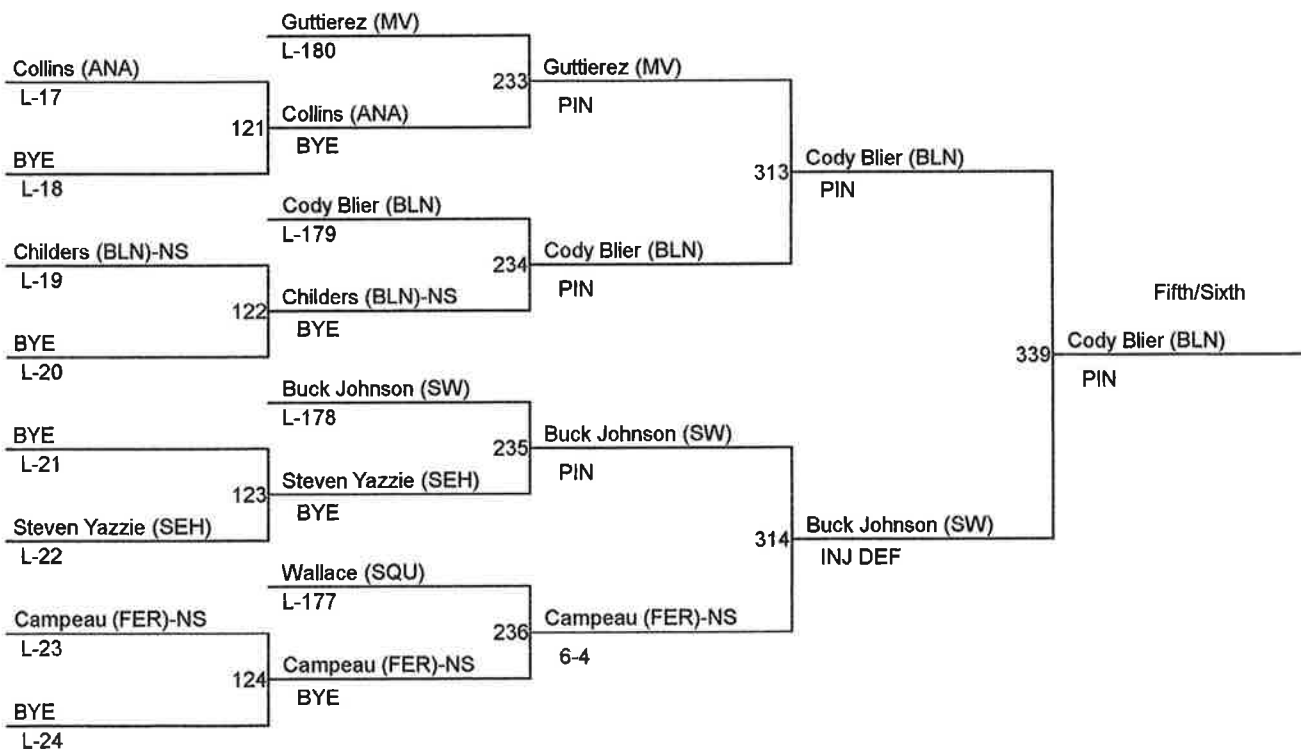 Collins (ANA)
L-17
BYE
L-18
Childers (BLN)-NS
L-19
BYE
L-20
BYE
L-21
Steven Yazzie (SEH)
L-22
Campeau (FER)-NS
L-23
BYE
L-24
Guttierez (MV)
L-180
121
Collins (ANA)
BYE
Cody Blier (BLN)
L-179
122
Childers (BLN)-NS
BYE
Buck Johnson (SW)
L-178
123
Steven Yazzie (SEH)
BYE
Wallace (SQU)
L-177
124
Campeau (FER)-NS
BYE
233
Guttierez (MV)
PIN
234
Cody Blier (BLN)
PIN
235
Buck Johnson (SW)
PIN
236
Campeau (FER)-NS
6-4
313
Cody Blier (BLN)
PIN
314
Buck Johnson (SW)
INJ DEF
Fifth/Sixth
339
Cody Blier (BLN)
PIN